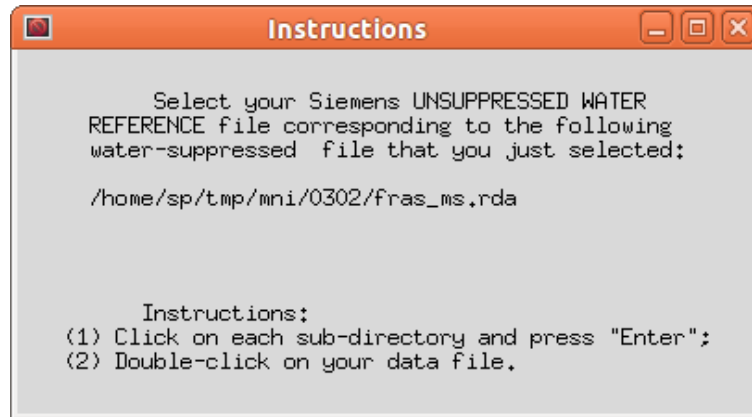 Instructions
Select your Siemens UNSUPPRESSED WATER
REFERENCE file corresponding to the following
water-suppressed  file that you just selected:
/home/sp/tmp/mni/0302/fras_ms.rda
Instructions:
(1) Click on each sub-directory and press "Enter";
(2) Double-click on your data file.